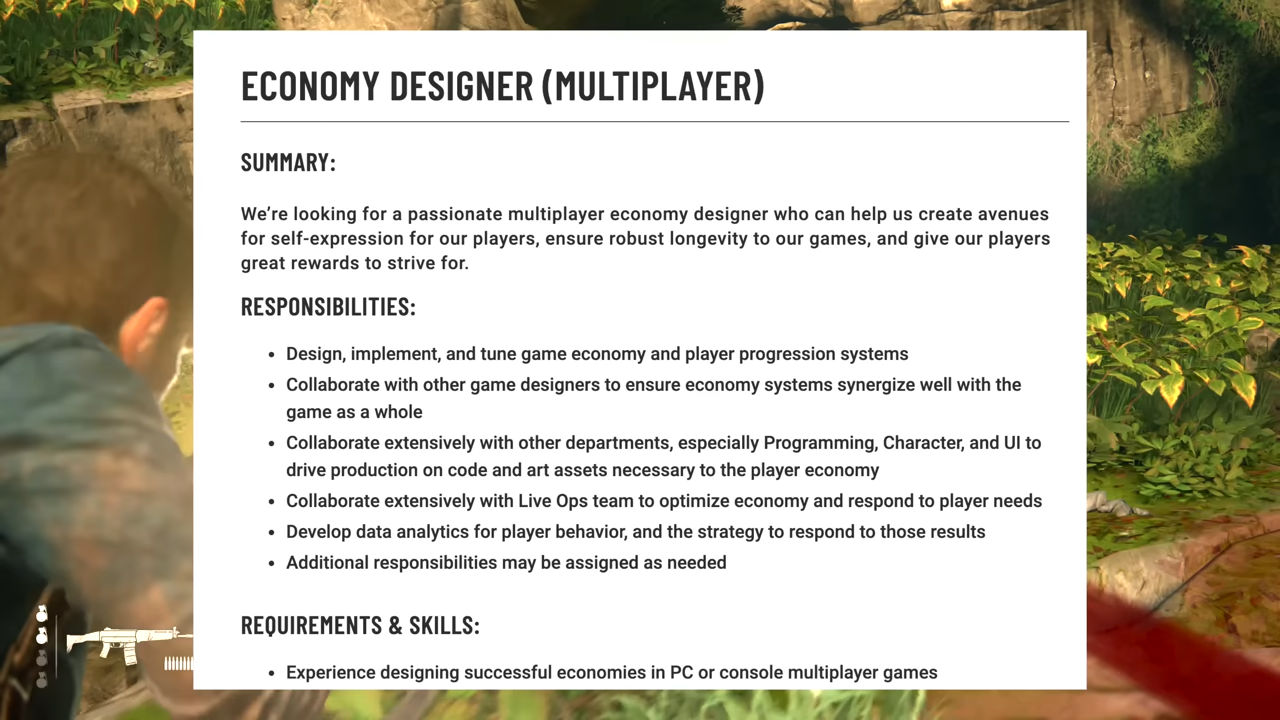 ECONOMY DESIGNER (MULTIPLAYER)
SUMMARY:
We’re looking for a passionate multiplayer economy designer who can help us create avenues
for self-expression for our players, ensure robust longevity to our games, and give our players
great rewards to strive for.
RESPONSIBILITIES:
• Design, implement, and tune game economy and player progression systems
• Collaborate with other game designers to ensure economy systems synergize well with the
game as a whole
• Collaborate extensively with other departments, especially Programming, Character, and UI to
drive production on code and art assets necessary to the player economy
• Collaborate extensively with Live Ops team to optimize economy and respond to player needs
• Develop data analytics for player behavior, and the strategy to respond to those results
• Additional responsibilities may be assigned as needed
REQUIREMENTS & SKILLS:
• Experience designing successful economies in PC or console multiplayer games